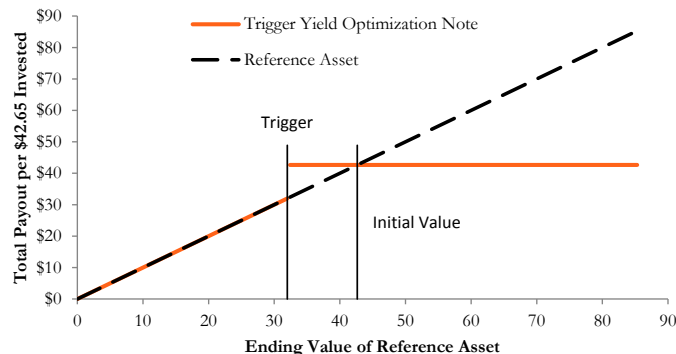 Total Payout per $42.65 Invested
$90
$80
$70
$60
$50
$40
$30
$20
$10
$0
Trigger Yield Optimization Note
Reference Asset
Trigger
Initial Value
0 10 20 30 40 50 60 70 80 90
Ending Value of Reference Asset